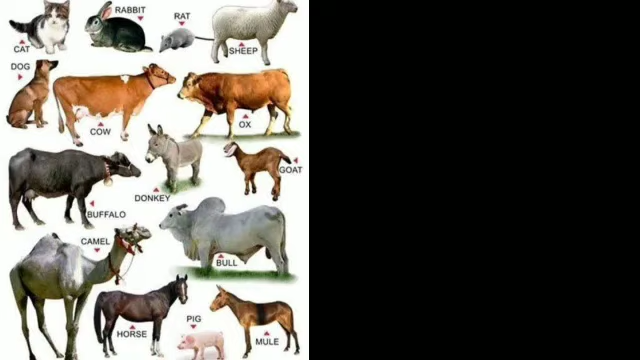 RABBIT
RAT
CAT
SHEEP
DOG
COW
OX
GOAT
DONKEY
BUFFALO
CAMEL
BULL
HORSE
PIG
MULE